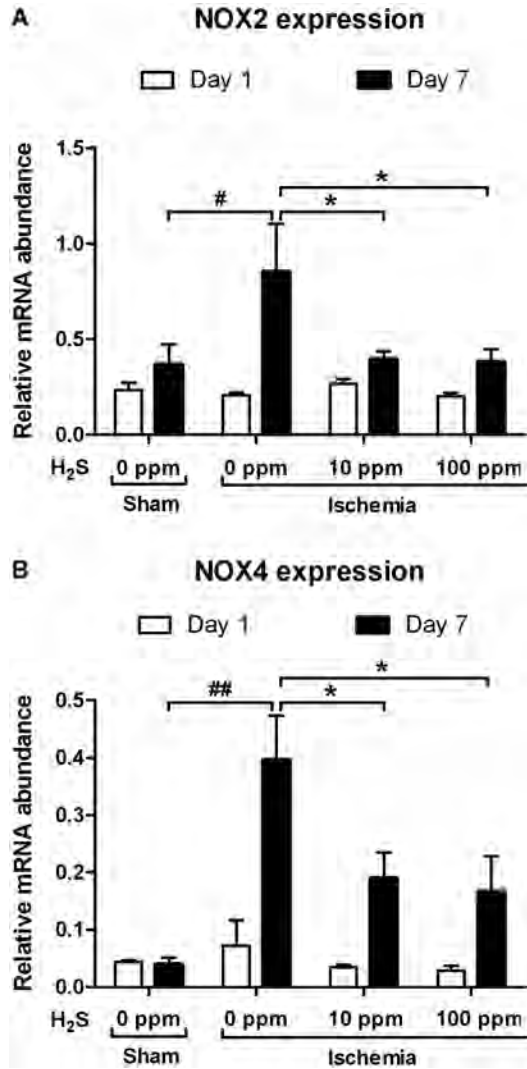 A NOX2 expression
Day 1 Day 7
Relative mRNA abundance
1.5
1.0
0.5
0.0
# * *
H₂S 0 ppm 0 ppm 10 ppm 100 ppm
Sham Ischemia
B NOX4 expression
Day 1 Day 7
Relative mRNA abundance
0.5
0.4
0.2
0.1
0.0
## * *
H₂S 0 ppm 0 ppm 10 ppm 100 ppm
Sham Ischemia